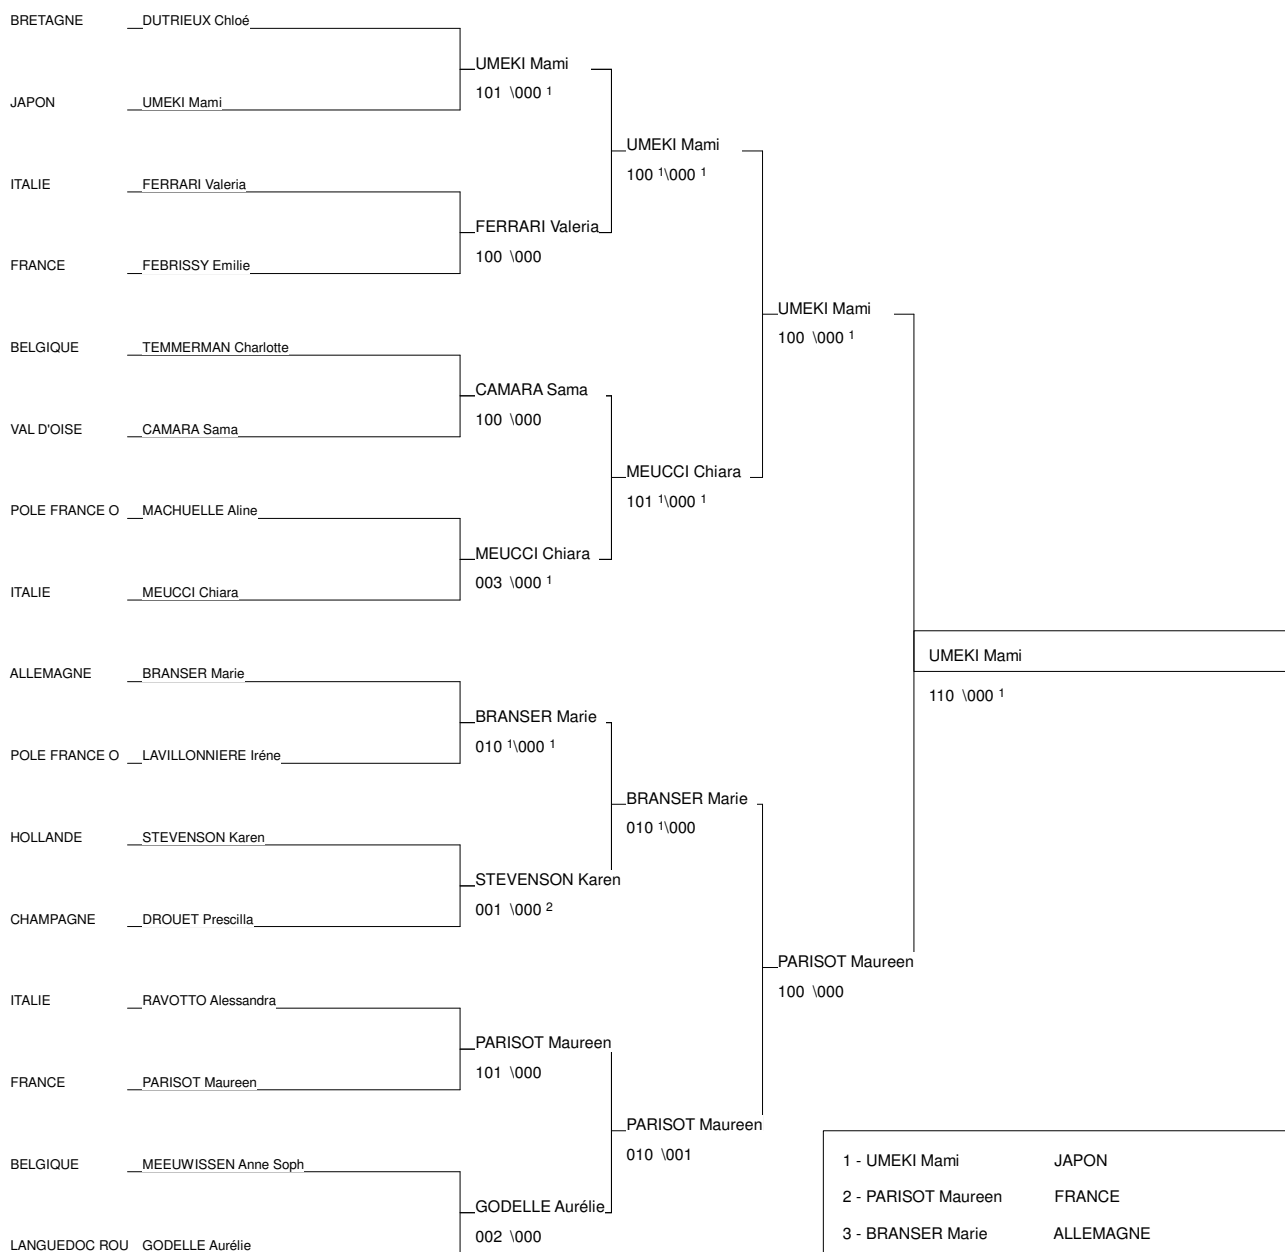 BRETAGNE DUTRIEUX Chloé
UMEKI Mami
101 \000 1
JAPON UMEKI Mami
UMEKI Mami
100 1\000 1
ITALIE FERRARI Valeria
FERRARI Valeria
100 \000
FRANCE FEBRISSY Emilie
UMEKI Mami
100 \000 1
BELGIQUE TEMMERMAN Charlotte
CAMARA Sama
100 \000
VAL D'OISE CAMARA Sama
MEUCCI Chiara
101 1\000 1
POLE FRANCE O MACHUELLE Aline
MEUCCI Chiara
003 \000 1
ITALIE MEUCCI Chiara
UMEKI Mami
110 \000 1
ALLEMAGNE BRANSER Marie
BRANSER Marie
010 1\000 1
POLE FRANCE O LAVILLONNIERE Iréne
BRANSER Marie
010 1\000
HOLLANDE STEVENSON Karen
STEVENSON Karen
001 \000 2
CHAMPAGNE DROUET Prescilla
PARISOT Maureen
100 \000
ITALIE RAVOTTO Alessandra
PARISOT Maureen
101 \000
FRANCE PARISOT Maureen
PARISOT Maureen
010 \001
BELGIQUE MEEUWISSEN Anne Soph
GODELLE Aurélie
002 \000
LANGUEDOC ROU GODELLE Aurélie
1 - UMEKI Mami JAPON
2 - PARISOT Maureen FRANCE
3 - BRANSER Marie ALLEMAGNE